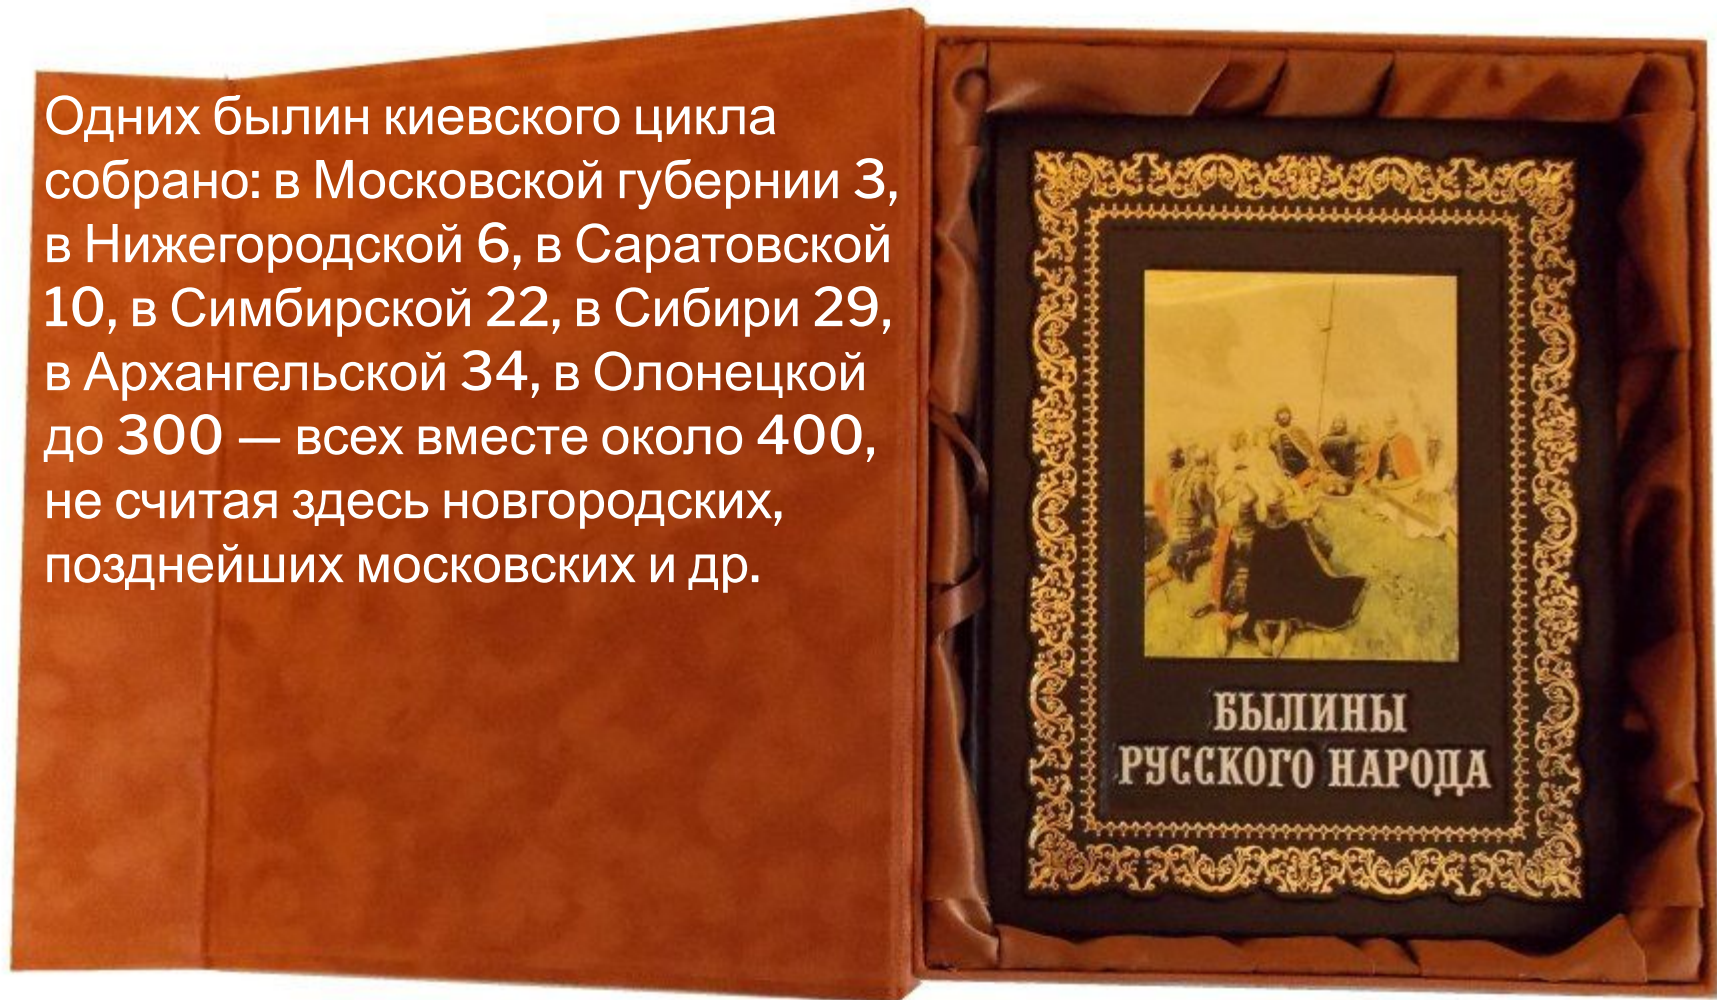 Одних былин киевского цикла
собрано: в Московской губернии 3,
в Нижегородской 6, в Саратовской
10, в Симбирской 22, в Сибири 29,
в Архангельской 34, в Олонецкой
до 300 — всех вместе около 400,
не считая здесь новгородских,
позднейших московских и др.
БЫЛИНЫ
РУССКОГО НАРОДА